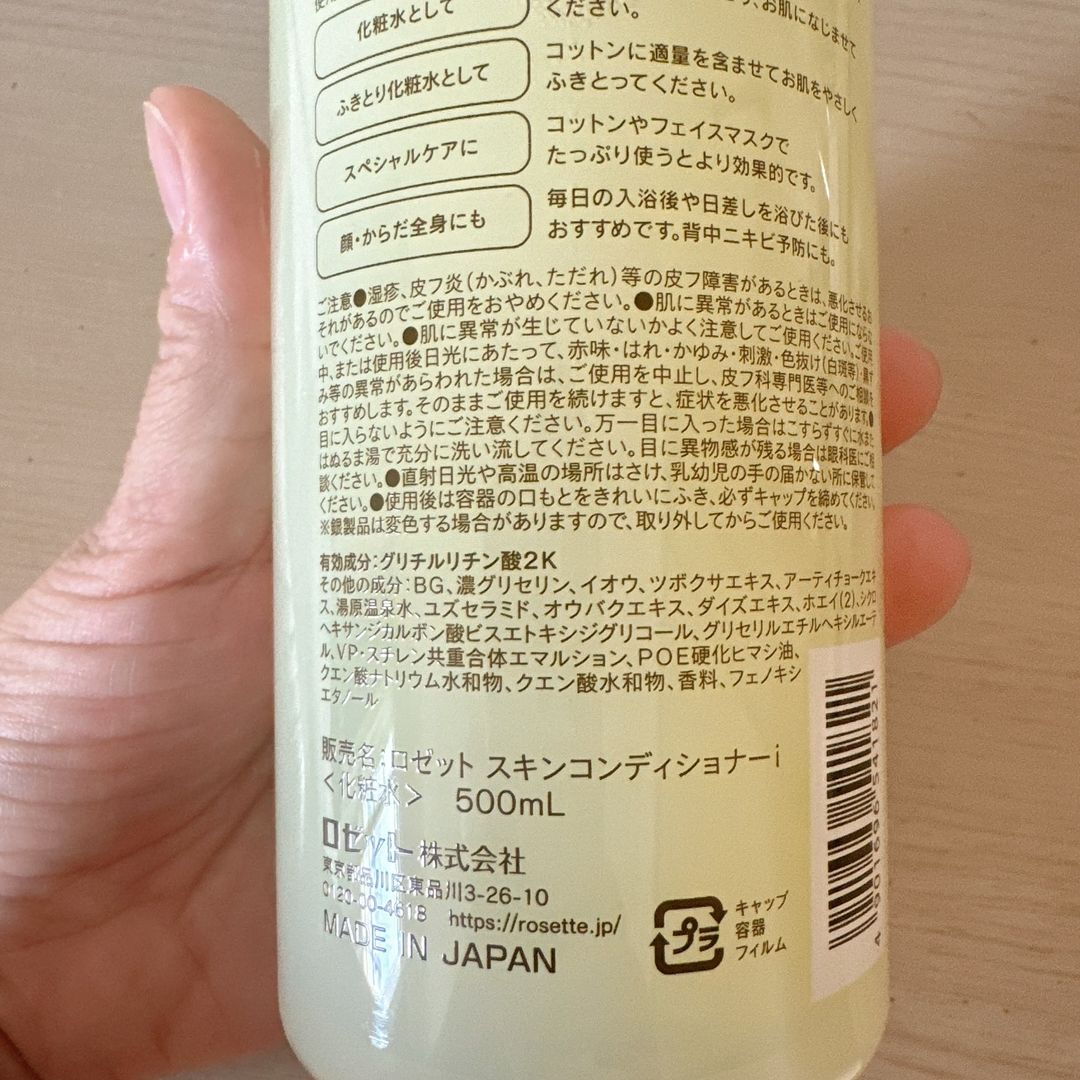 化粧水として
お肌になじませて
ください。
ふきとり化粧水として
コットンに適量を含ませてお肌をやさしく
ふきとってください。
スペシャルケアに
コットンやフェイスマスクで
たっぷり使うとより効果的です。
顔・からだ全身にも
毎日の入浴後や日差しを浴びた後にも
おすすめです。背中ニキビ予防にも。
ご注意●湿疹、皮フ炎(かぶれ、ただれ)等の皮フ障害があるときは、悪化させるお
それがあるのでご使用をおやめください。●肌に異常があるときはご使用にならな
いでください。●肌に異常が生じていないかよく注意してご使用ください。ご使用
中、または使用後日光にあたって、赤味・はれ・かゆみ・刺激・色抜け(白斑等)・黒ず
み等の異常があらわれた場合は、ご使用を中止し、皮フ科専門医等へのご相談を
おすすめします。そのままご使用を続けますと、症状を悪化させることがあります。●
目に入らないようにご注意ください。万一目に入った場合はこすらずすぐに水また
はぬるま湯で充分に洗い流してください。目に異物感が残る場合は眼科医にご相
談ください。●直射日光や高温の場所はさけ、乳幼児の手の届かない所に保管して
ください。●使用後は容器の口もとをきれいにふき、必ずキャップを締めてください。
※銀製品は変色する場合がありますので、取り外してからご使用ください。
有効成分:グリチルリチン酸2K
その他の成分:BG、濃グリセリン、イオウ、ツボクサエキス、アーティチョークエキ
ス、湯原温泉水、ユズセラミド、オウバクエキス、ダイズエキス、ホエイ(2)、シクロ
ヘキサンジカルボン酸ビスエトキシジグリコール、グリセリルエチルヘキシルエーテ
ル、VP・スチレン共重合体エマルション、POE硬化ヒマシ油、
クエン酸ナトリウム水和物、クエン酸水和物、香料、フェノキシ
エタノール
販売名:ロゼット スキンコンディショナーi
<化粧水> 500mL
ロゼット株式会社
東京都品川区東品川3-26-10
0120-00-4618 https://rosette.jp/
MADE IN JAPAN
プラ
キャップ
容器
フィルム
4 901696 541821